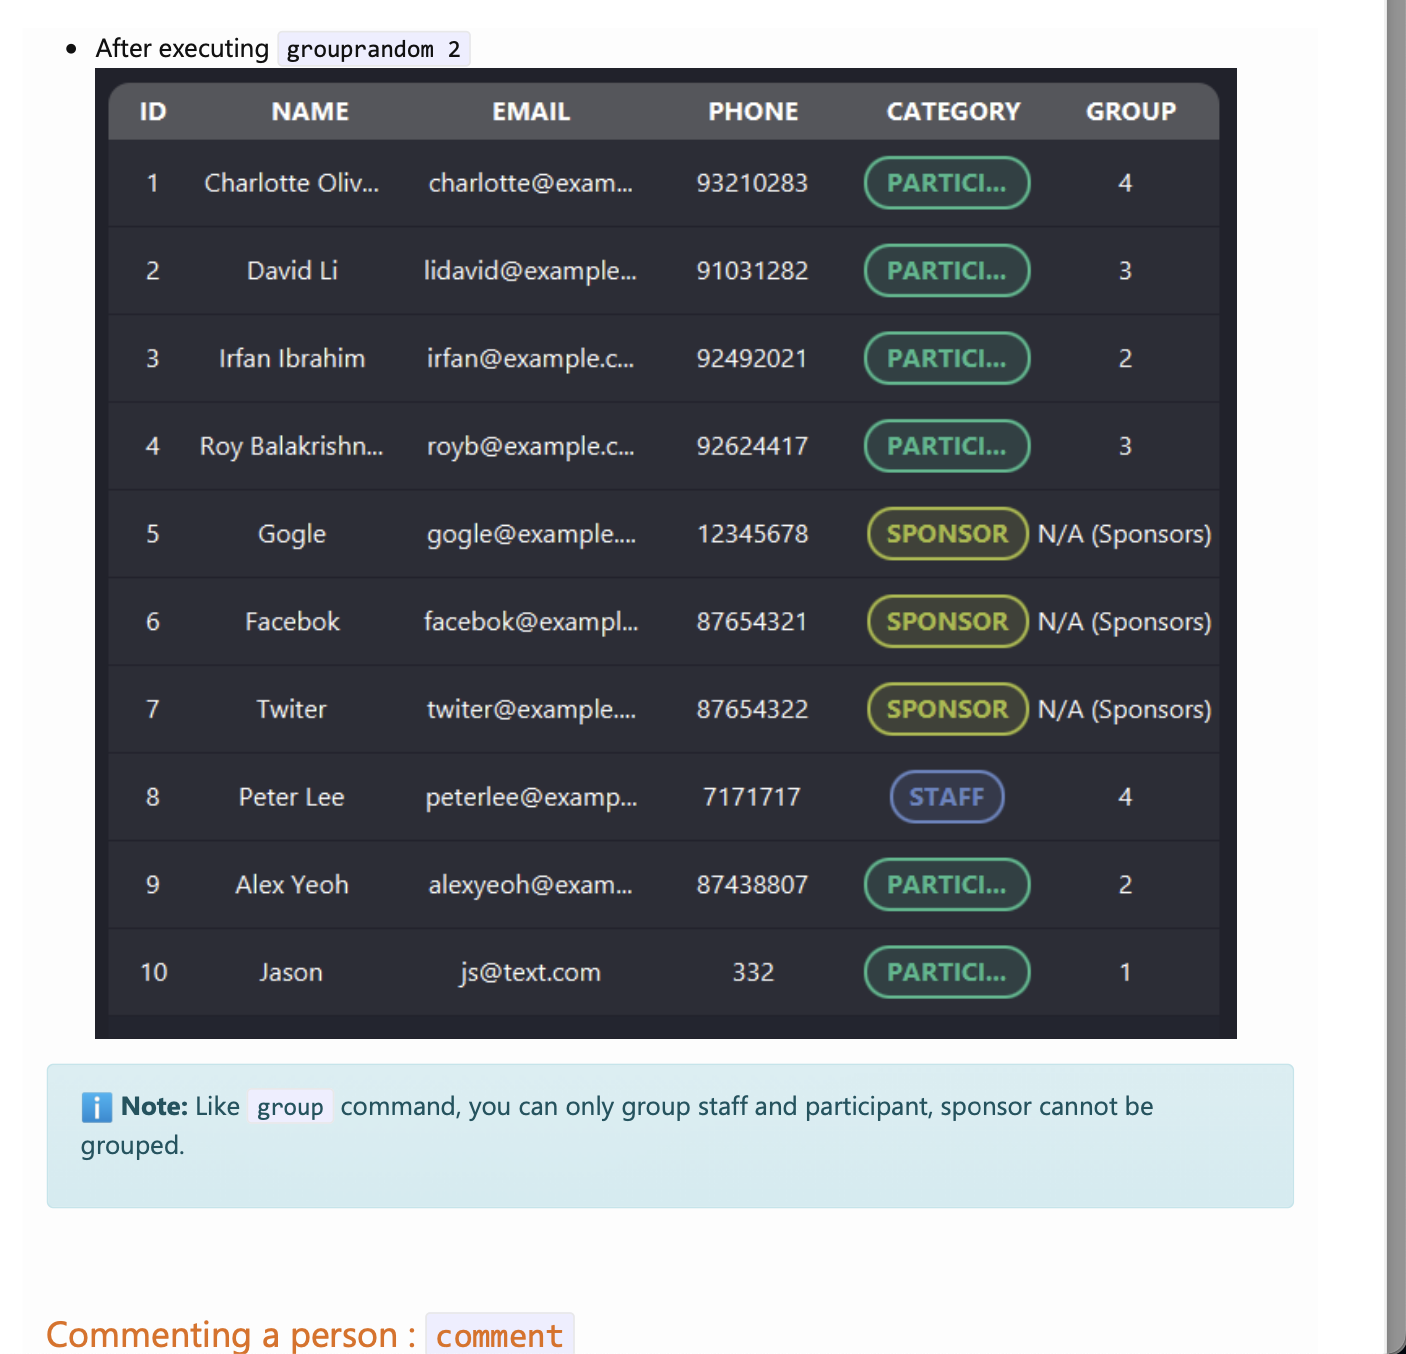 After executing grouprandom 2
ID NAME EMAIL PHONE CATEGORY GROUP
1 Charlotte Oliv... charlotte@exam... 93210283 PARTICI... 4
2 David Li lidavid@example... 91031282 PARTICI... 3
3 Irfan Ibrahim irfan@example.c... 92492021 PARTICI... 2
4 Roy Balakrishn... royb@example.c... 92624417 PARTICI... 3
5 Gogle gogle@example.... 12345678 SPONSOR N/A (Sponsors)
6 Facebok facebok@exampl... 87654321 SPONSOR N/A (Sponsors)
7 Twiter twiter@example.... 87654322 SPONSOR N/A (Sponsors)
8 Peter Lee peterlee@examp... 7171717 STAFF 4
9 Alex Yeoh alexyeoh@exam... 87438807 PARTICI... 2
10 Jason js@text.com 332 PARTICI... 1
ℹ️ Note: Like group command, you can only group staff and participant, sponsor cannot be
grouped.
Commenting a person : comment